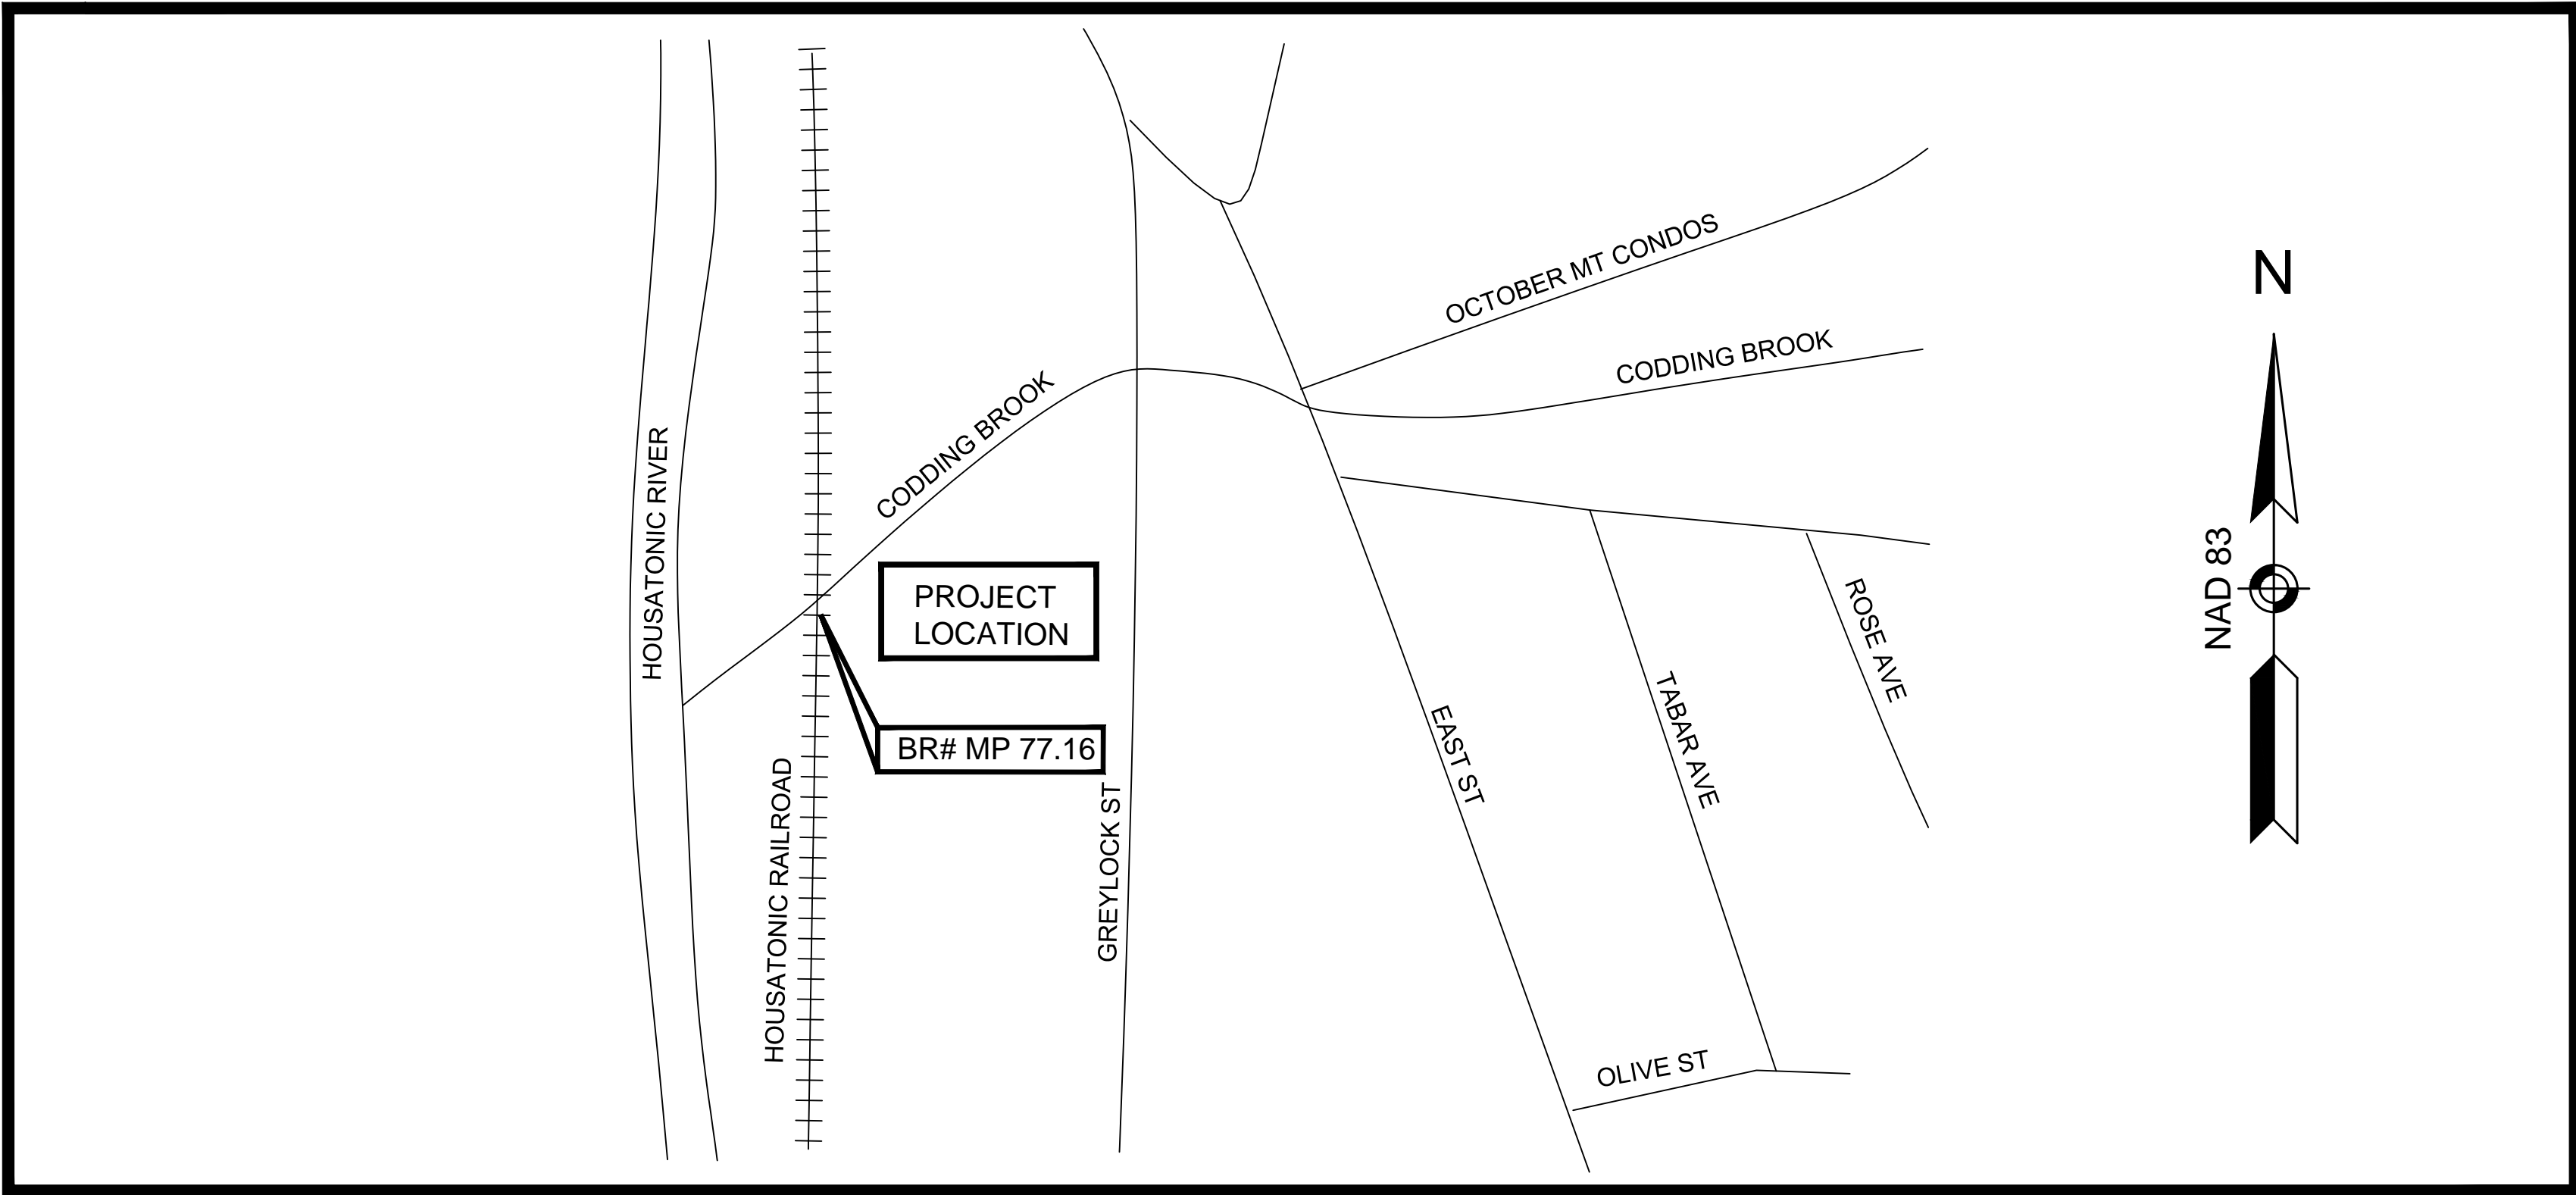 OCTOBER MT CONDOS
N
CODDING BROOK
CODDING BROOK
HOUSATONIC RIVER
NAD 83
PROJECT
LOCATION
ROSE AVE
TABAR AVE
EAST ST
BR# MP 77.16
HOUSATONIC RAILROAD
GREYLOCK ST
OLIVE ST